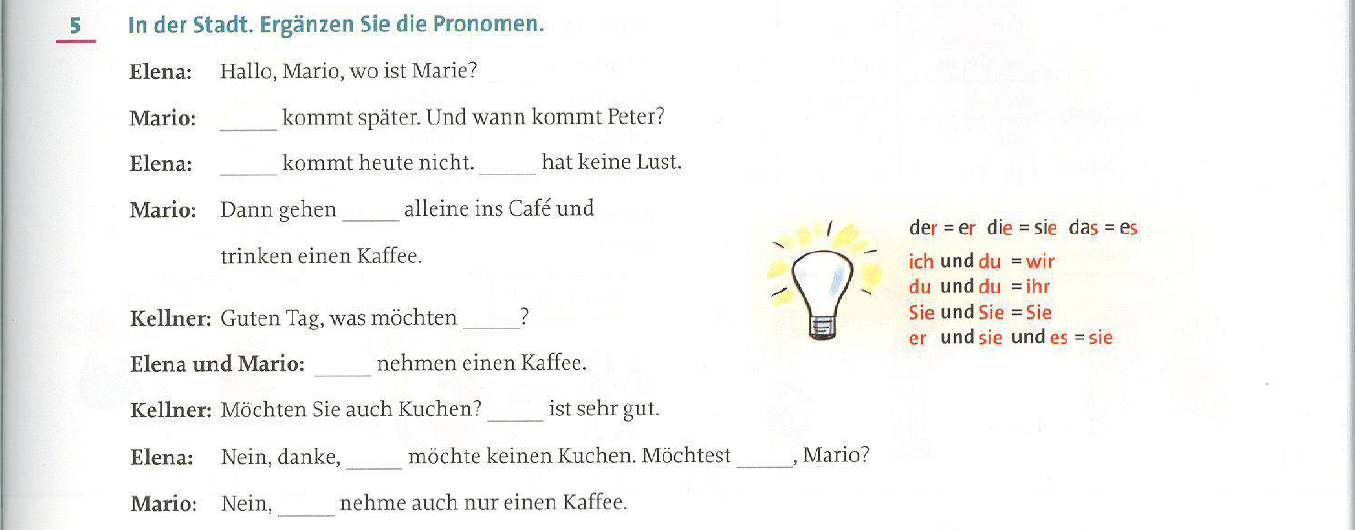 5 In der Stadt. Ergänzen Sie die Pronomen.
Elena: Hallo, Mario, wo ist Marie?
Mario: _____ kommt später. Und wann kommt Peter?
Elena: _____ kommt heute nicht. _____ hat keine Lust.
Mario: Dann gehen _____ alleine ins Café und
trinken einen Kaffee.
Kellner: Guten Tag, was möchten _____?
Elena und Mario: _____ nehmen einen Kaffee.
Kellner: Möchten Sie auch Kuchen? _____ ist sehr gut.
Elena: Nein, danke, _____ möchte keinen Kuchen. Möchtest _____, Mario?
Mario: Nein, _____ nehme auch nur einen Kaffee.
der = er die = sie das = es
ich und du = wir
du und du = ihr
Sie und Sie = Sie
er und sie und es = sie